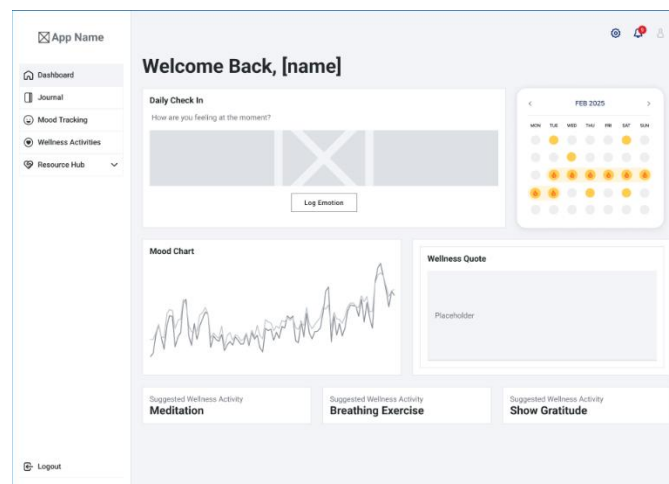 App Name
Dashboard
Journal
Mood Tracking
Wellness Activities
Resource Hub
Logout
Welcome Back, [name]
Daily Check In
How are you feeling at the moment?
Log Emotion
FEB 2025
MON TUE WED THU FRI SAT SUN
Mood Chart
Wellness Quote
Placeholder
Suggested Wellness Activity
Meditation
Suggested Wellness Activity
Breathing Exercise
Suggested Wellness Activity
Show Gratitude